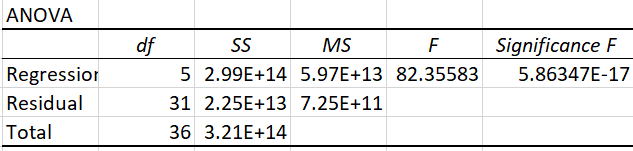 ANOVA
df SS MS F Significance F
Regression 5 2.99E+14 5.97E+13 82.35583 5.86347E-17
Residual 31 2.25E+13 7.25E+11
Total 36 3.21E+14